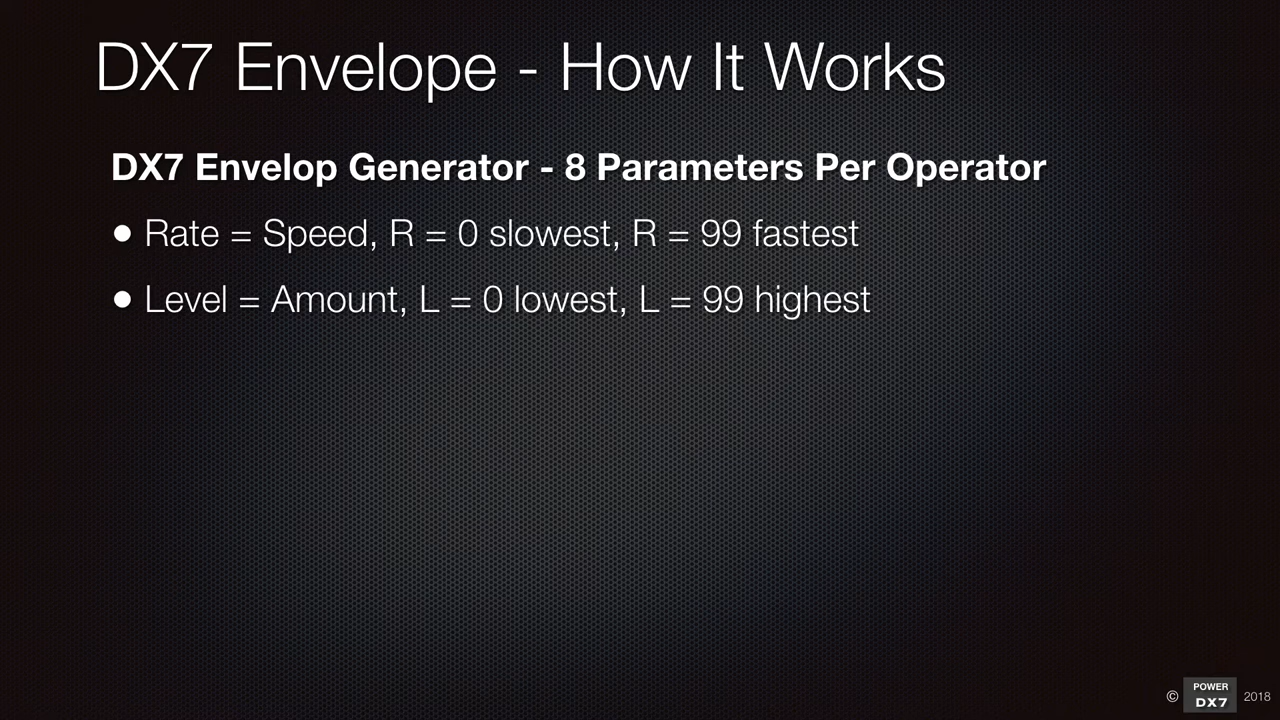 DX7 Envelope - How It Works
DX7 Envelop Generator - 8 Parameters Per Operator
● Rate = Speed, R = 0 slowest, R = 99 fastest
● Level = Amount, L = 0 lowest, L = 99 highest
© POWER DX7 2018